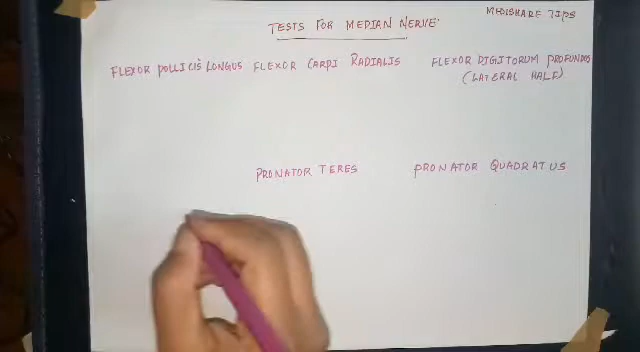 MEDISHARE TIPS
TESTS FOR MEDIAN NERVE
FLEXOR POLLICIS LONGUS FLEXOR CARPI RADIALIS FLEXOR DIGITORUM PROFUNDUS
(LATERAL HALF)
PRONATOR TERES PRONATOR QUADRATUS